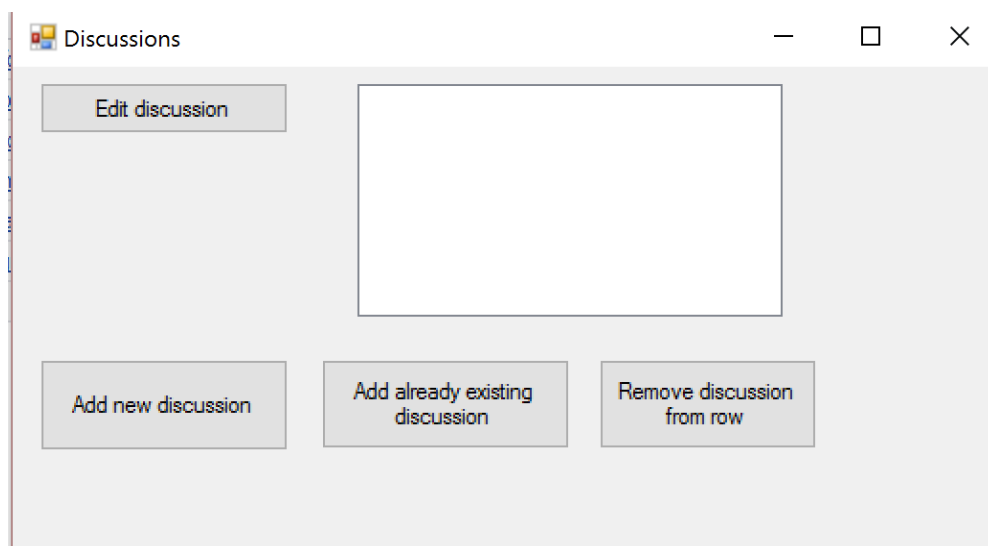 Discussions
Edit discussion
Add new discussion
Add already existing
discussion
Remove discussion
from row